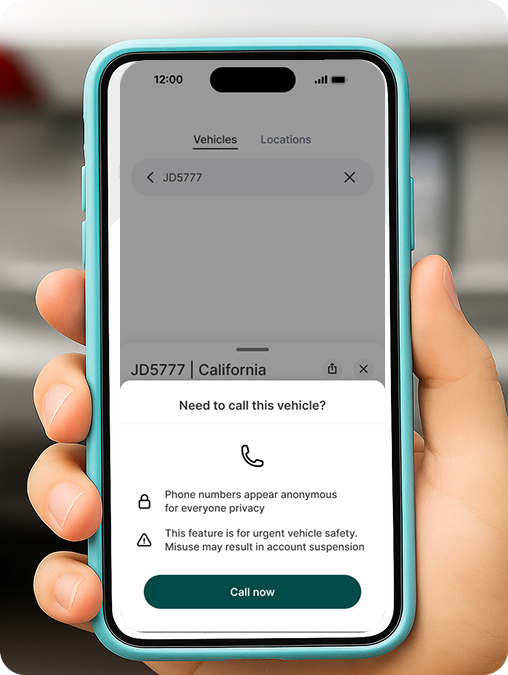 12:00
Vehicles Locations
JD5777
JD5777 | California
Need to call this vehicle?
Phone numbers appear anonymous
for everyone privacy
This feature is for urgent vehicle safety.
Misuse may result in account suspension
Call now